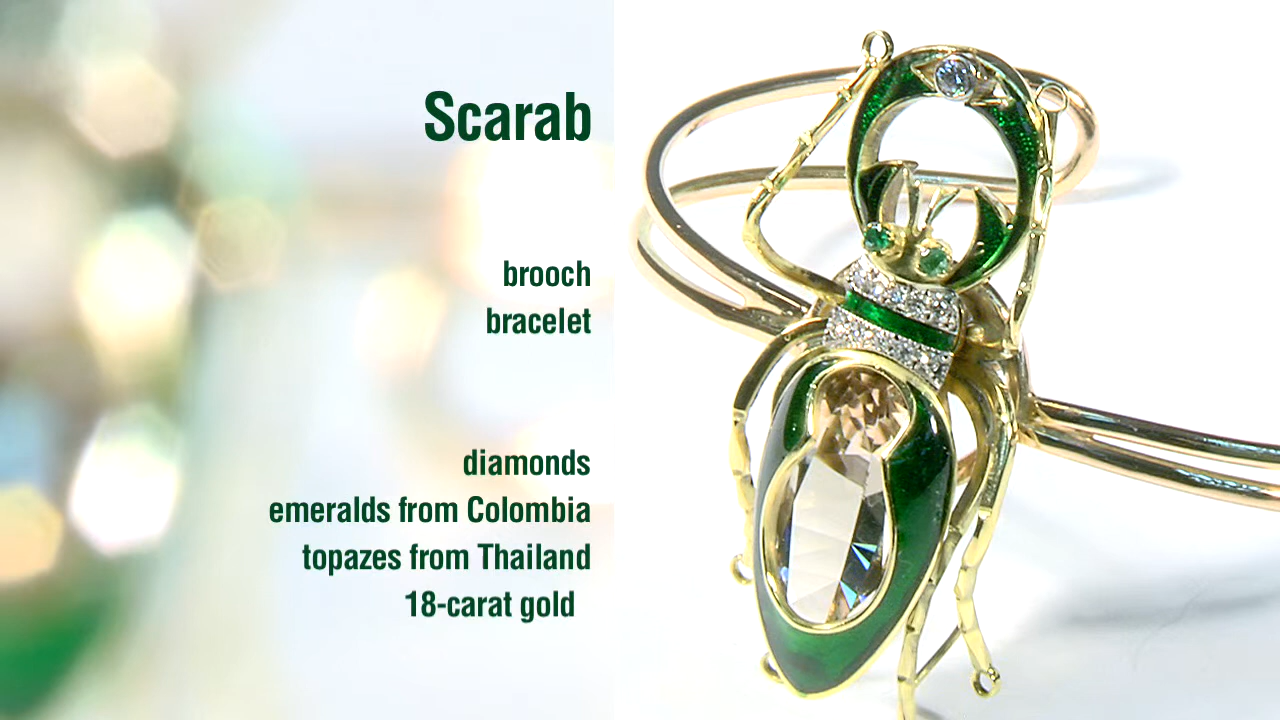 Scarab
brooch
bracelet
diamonds
emeralds from Colombia
topazes from Thailand
18-carat gold